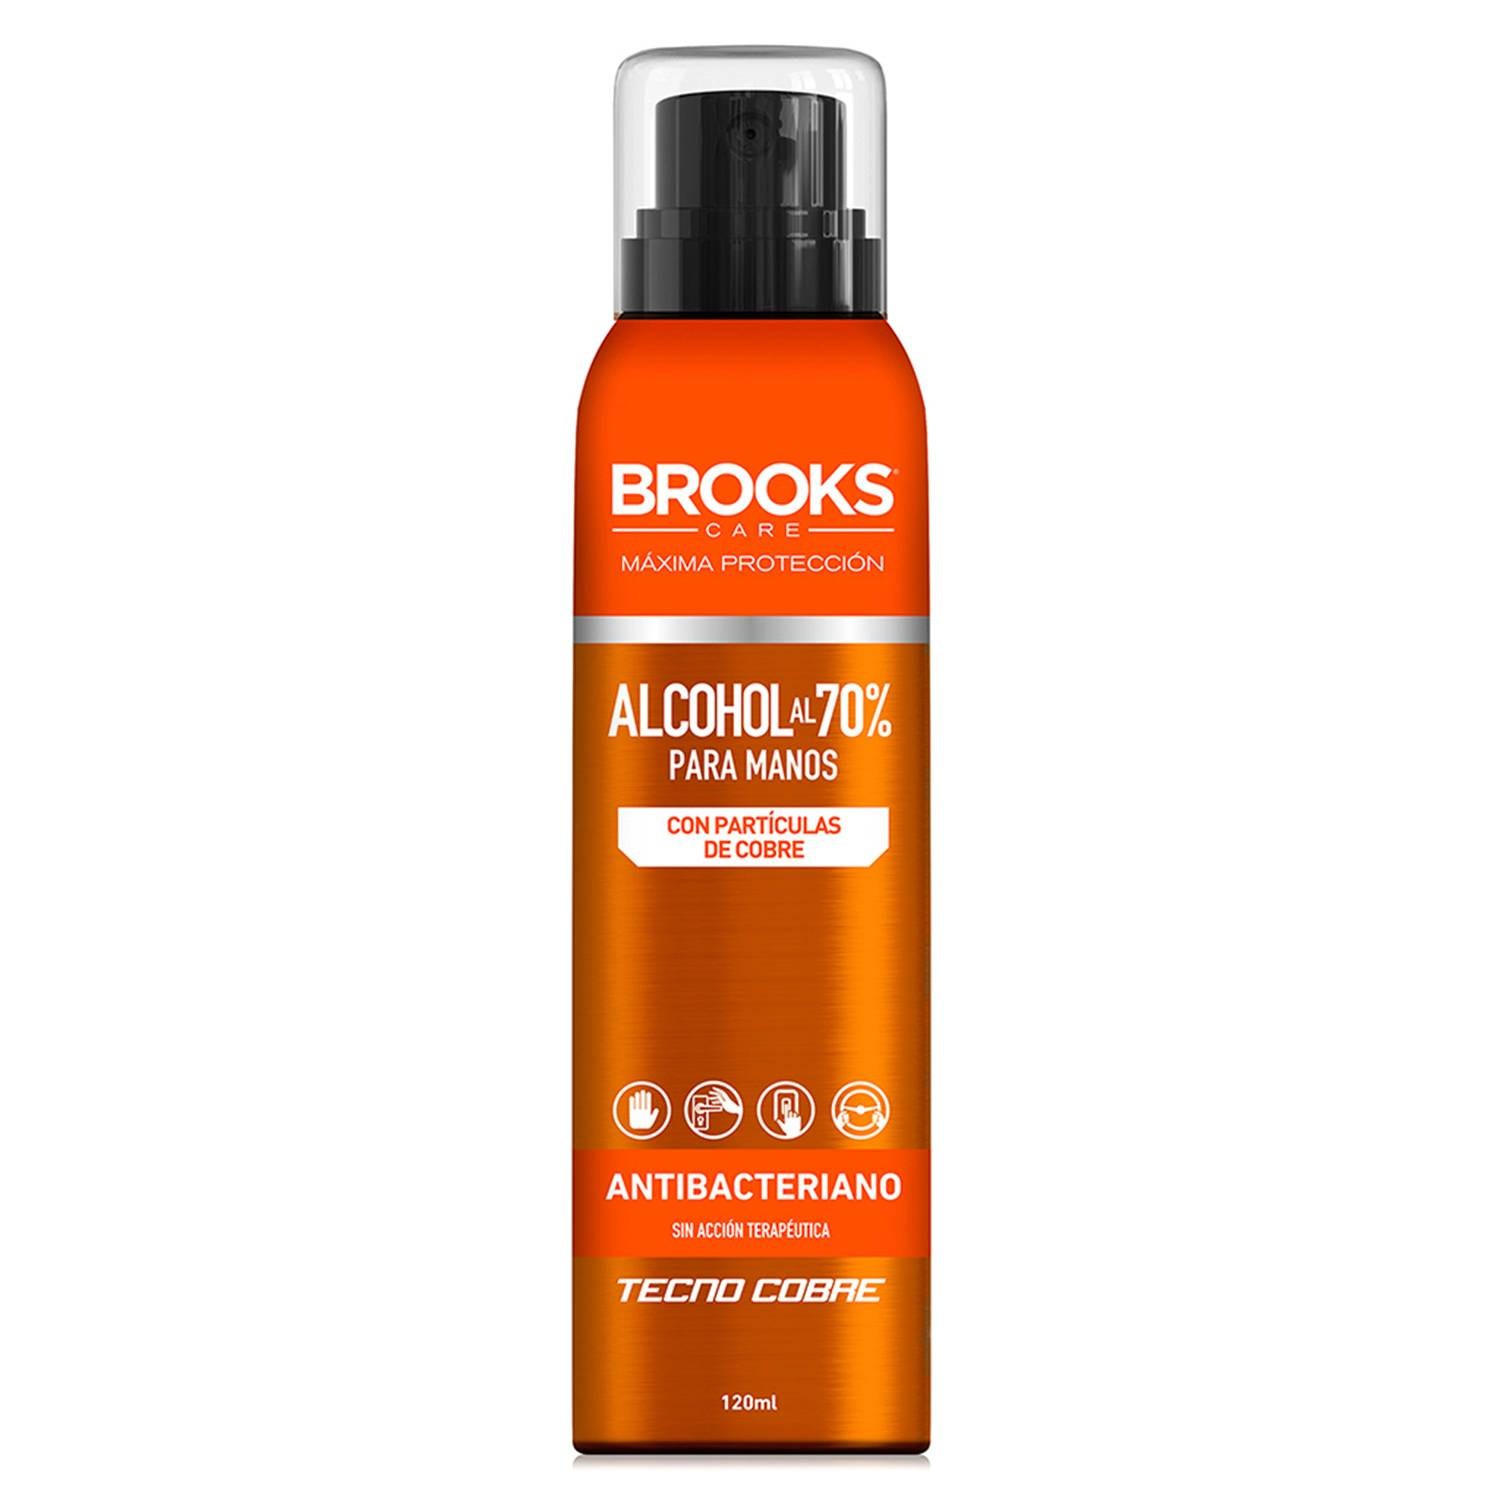 BROOKS®
CARE
MÁXIMA PROTECCIÓN
ALCOHOL AL 70%
PARA MANOS
CON PARTÍCULAS
DE COBRE
ANTIBACTERIANO
SIN ACCIÓN TERAPÉUTICA
TECNO COBRE
120ml